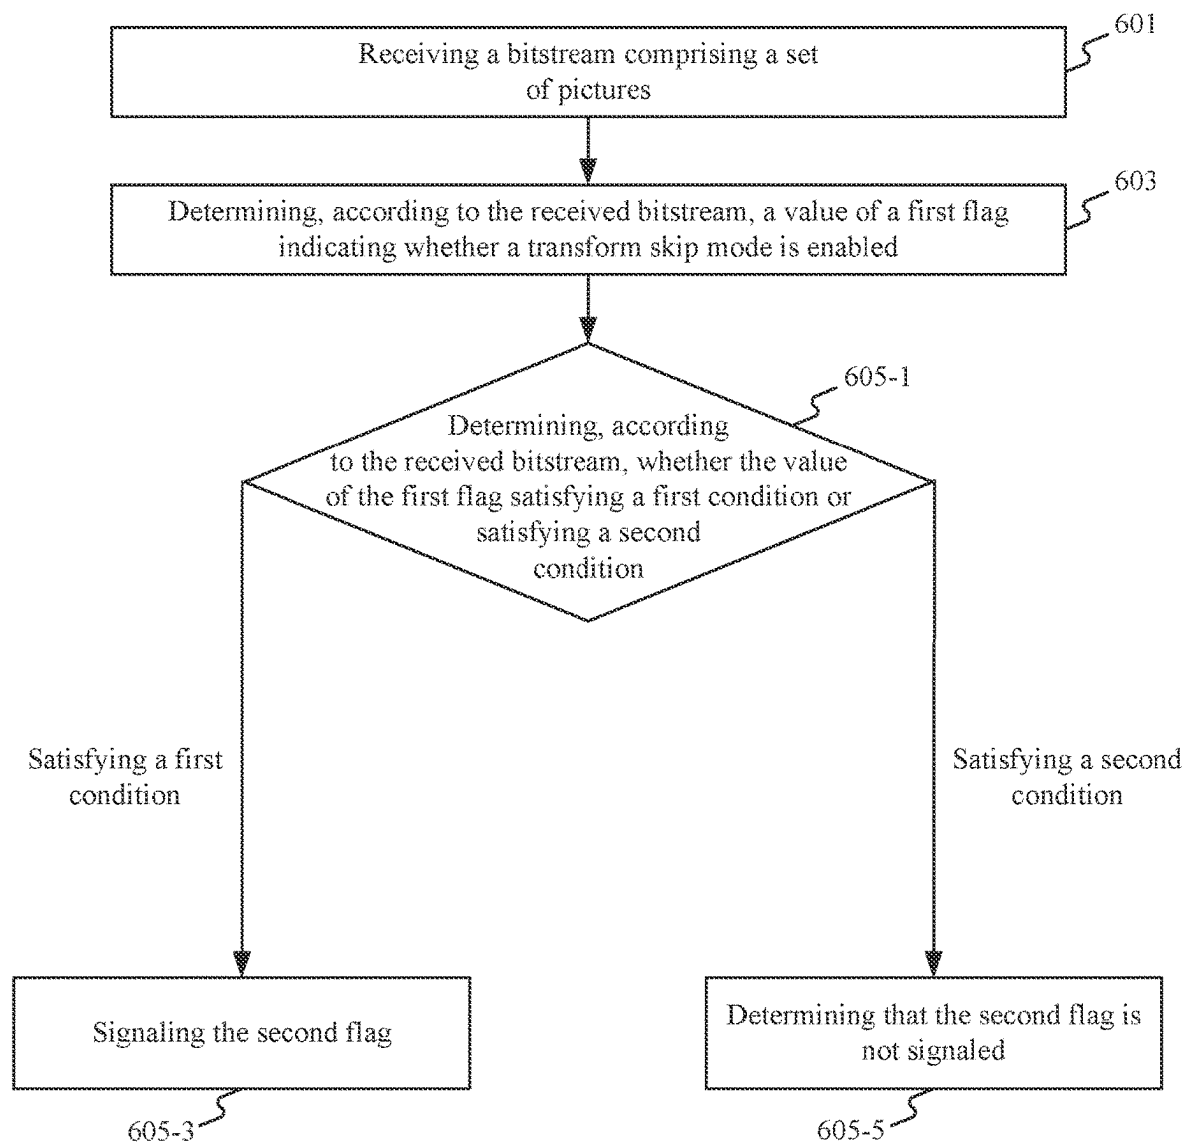 601
Receiving a bitstream comprising a set
of pictures
603
Determining, according to the received bitstream, a value of a first flag
indicating whether a transform skip mode is enabled
605-1
Determining, according
to the received bitstream, whether the value
of the first flag satisfying a first condition or
satisfying a second
condition
Satisfying a first
condition
Satisfying a second
condition
Signaling the second flag
Determining that the second flag is
not signaled
605-3
605-5